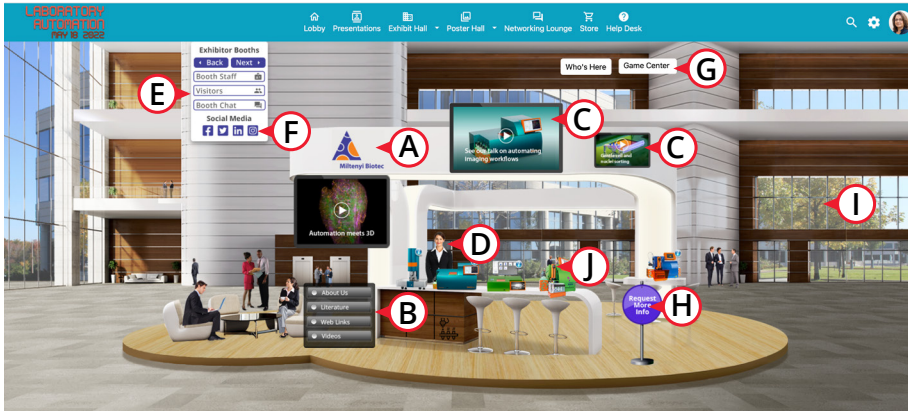 LABORATORY
AUTOMATION
MAY 18 2022
Lobby Presentations Exhibit Hall Poster Hall Networking Lounge Store Help Desk
Exhibitor Booths
Back Next
Booth Staff
Visitors
Booth Chat
Social Media
Who's Here
Game Center
G
E
F
A
C
C
Miltenyi Biotec
See our talk on automating
imaging workflows
nuclei sorting
Automation meets 3D
I
D
J
About Us
Literature
Web Links
Videos
B
Request
More
Info
H